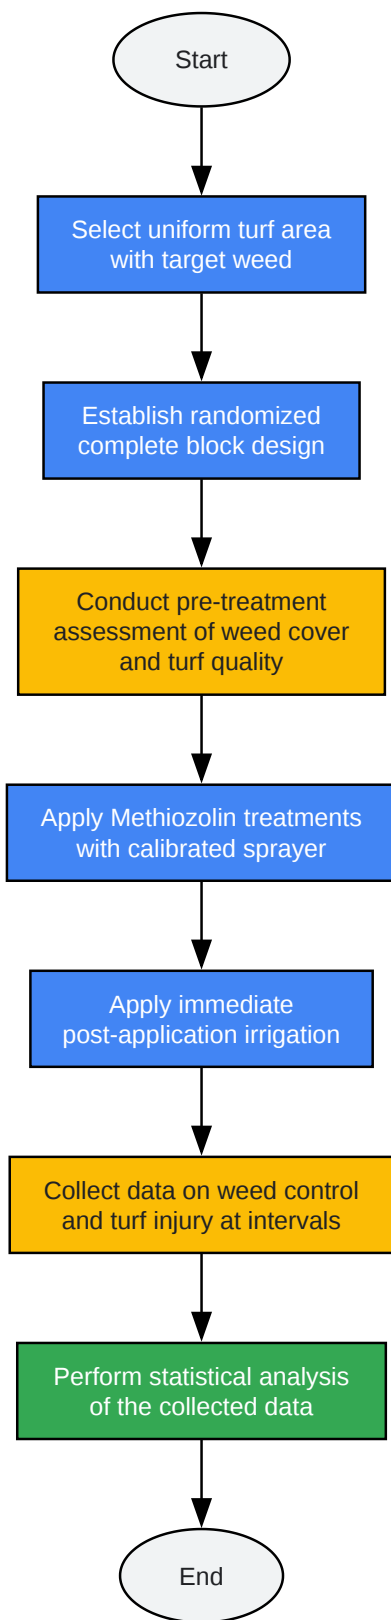 Start
Select uniform turf area
with target weed
Establish randomized
complete block design
Conduct pre-treatment
assessment of weed cover
and turf quality
Apply Methiozolin treatments
with calibrated sprayer
Apply immediate
post-application irrigation
Collect data on weed control
and turf injury at intervals
Perform statistical analysis
of the collected data
End